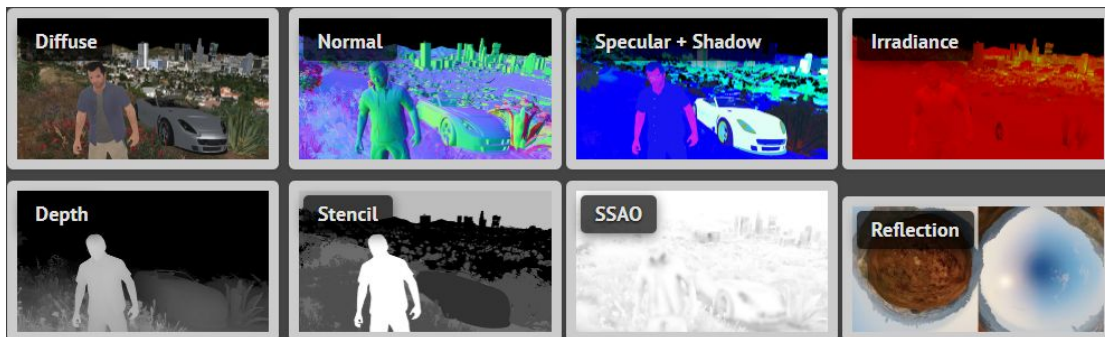 Diffuse
Normal
Specular + Shadow
Irradiance
Depth
Stencil
SSAO
Reflection